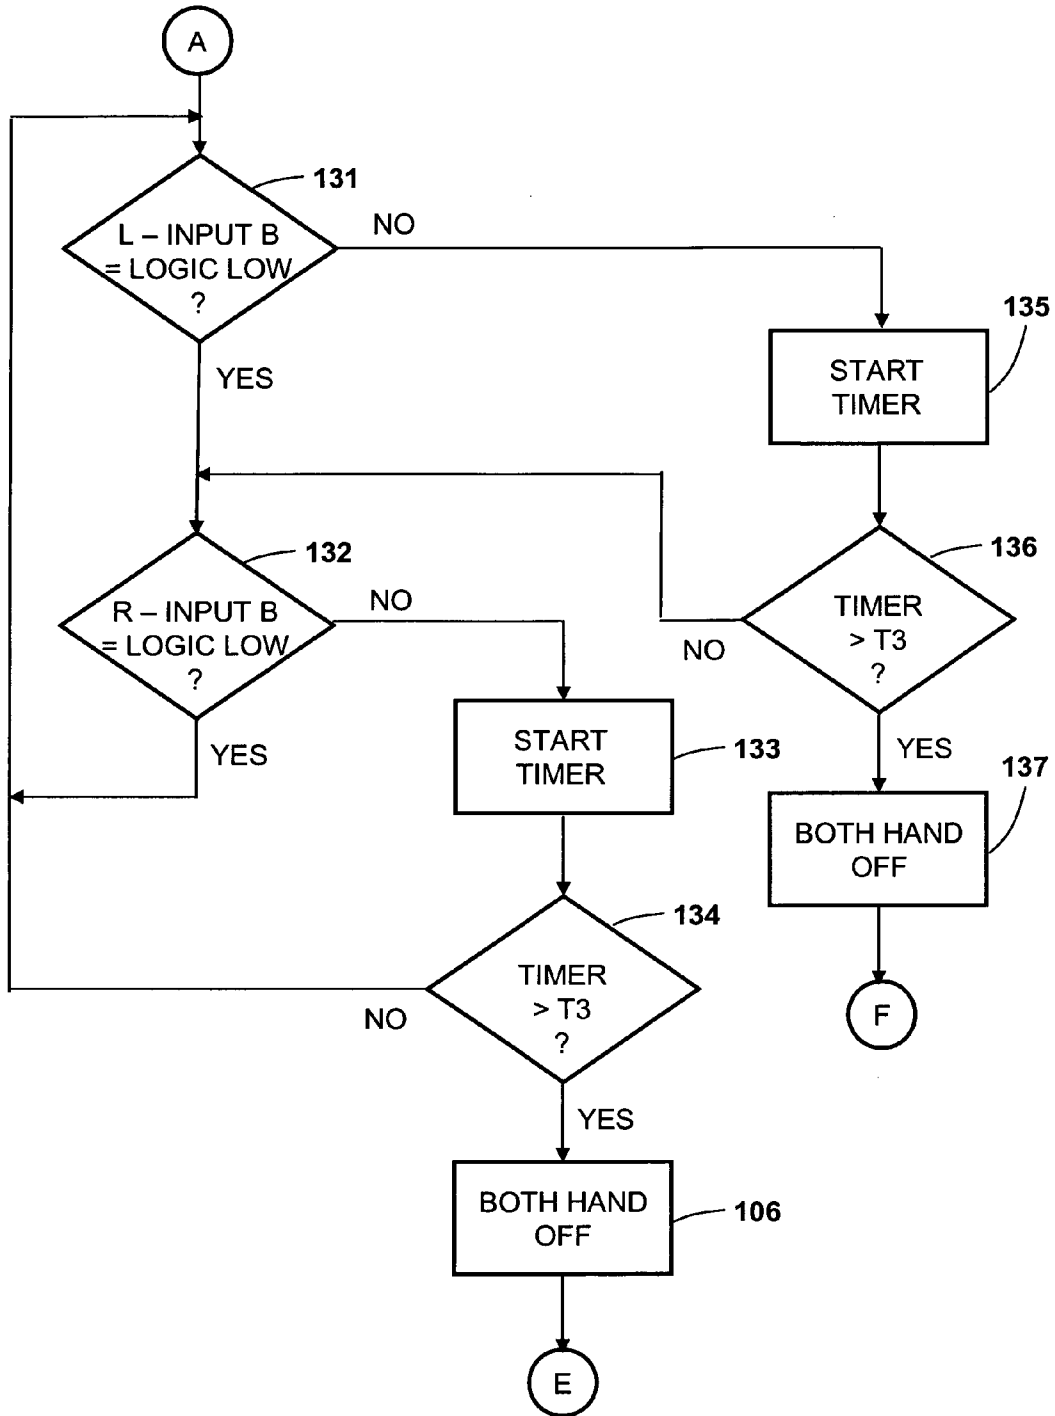 A
131
L – INPUT B
= LOGIC LOW
?
NO
YES
135
START
TIMER
132
R – INPUT B
= LOGIC LOW
?
NO
YES
136
TIMER
> T3
?
NO
YES
START
TIMER
133
137
BOTH HAND
OFF
134
TIMER
> T3
?
NO
YES
F
BOTH HAND
OFF
106
E